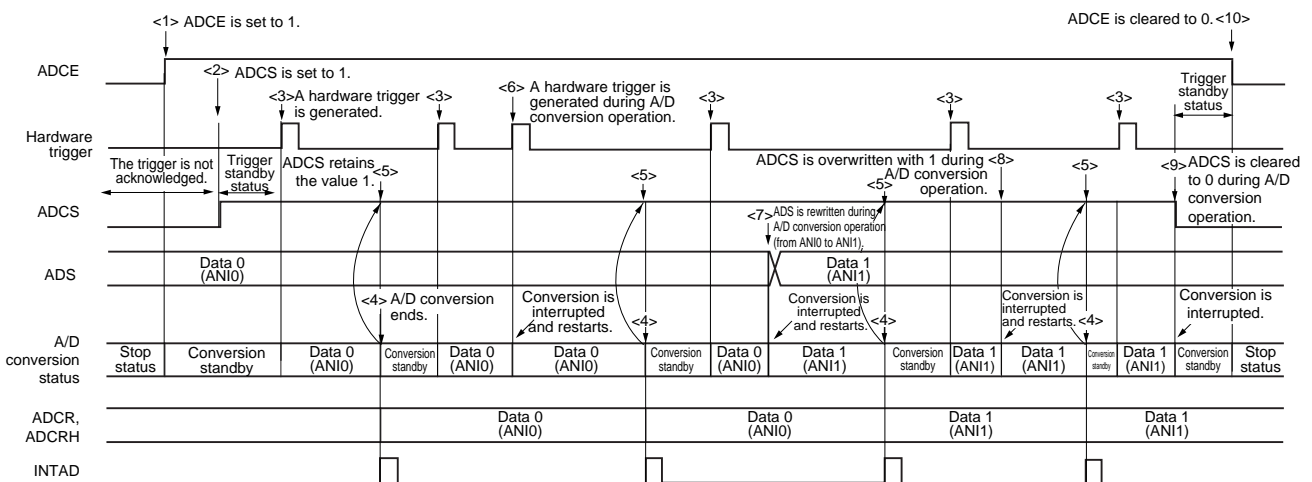 <1> ADCE is set to 1.
ADCE is cleared to 0.<10>
ADCE
<2> ADCS is set to 1.
<3>A hardware trigger
is generated.
<3>
<6> A hardware trigger is
generated during A/D
conversion operation.
<3>
<3>
<3>
Trigger
standby
status
Hardware
trigger
The trigger is not
acknowledged.
Trigger
standby
status
ADCS retains
the value 1.
<5>
<5>
ADCS is overwritten with 1 during <8>
A/D conversion
operation.
<5>
<5>
<9> ADCS is cleared
to 0 during A/D
conversion
operation.
ADCS
<7> ADS is rewritten during
A/D conversion operation
(from ANI0 to ANI1).
ADS
Data 0
(ANI0)
Data 1
(ANI1)
<4> A/D conversion
ends.
Conversion is
interrupted
and restarts.
<4>
Conversion is
interrupted
and restarts.
<4>
Conversion is
interrupted
and restarts.
<4>
Conversion is
interrupted.
A/D
conversion
status
Stop
status
Conversion
standby
Data 0
(ANI0)
Conversion
standby
Data 0
(ANI0)
Data 0
(ANI0)
Conversion
standby
Data 0
(ANI0)
Data 1
(ANI1)
Conversion
standby
Data 1
(ANI1)
Data 1
(ANI1)
Conversion
standby
Data 1
(ANI1)
Conversion
standby
Stop
status
ADCR,
ADCRH
Data 0
(ANI0)
Data 0
(ANI0)
Data 1
(ANI1)
Data 1
(ANI1)
INTAD